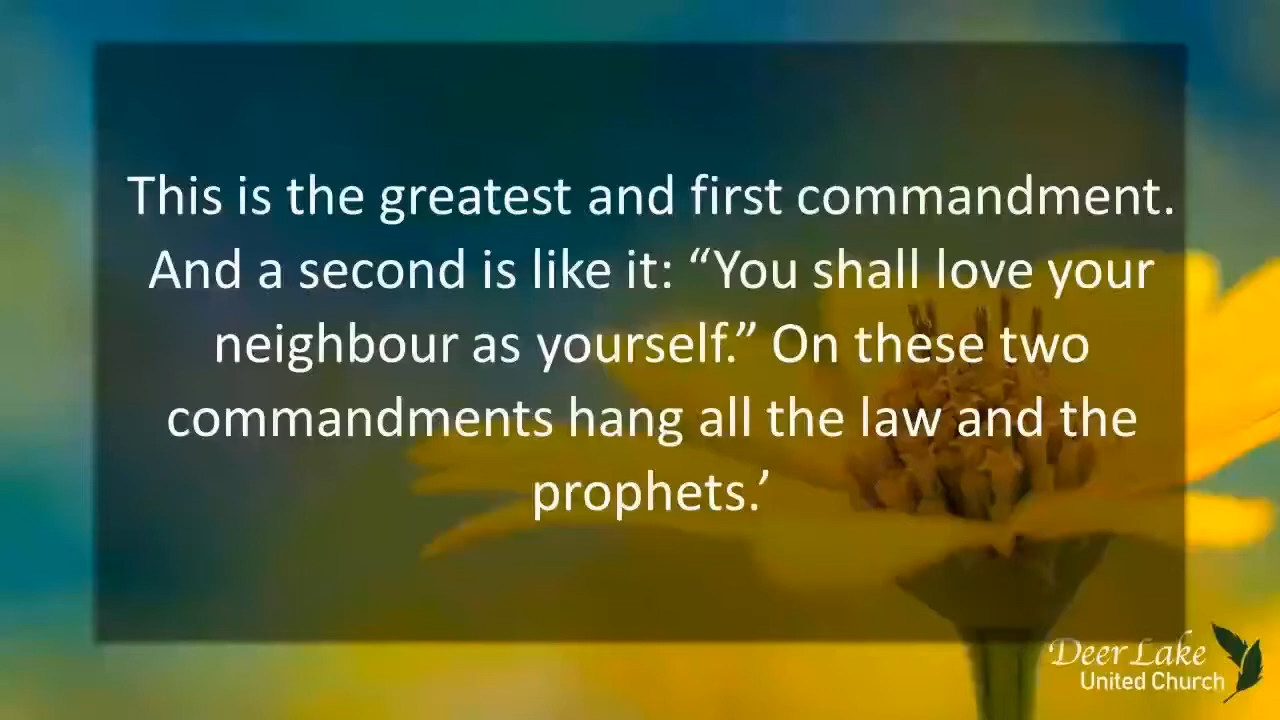 This is the greatest and first commandment.
And a second is like it: “You shall love your
neighbour as yourself.” On these two
commandments hang all the law and the
prophets.’
Deer Lake
United Church